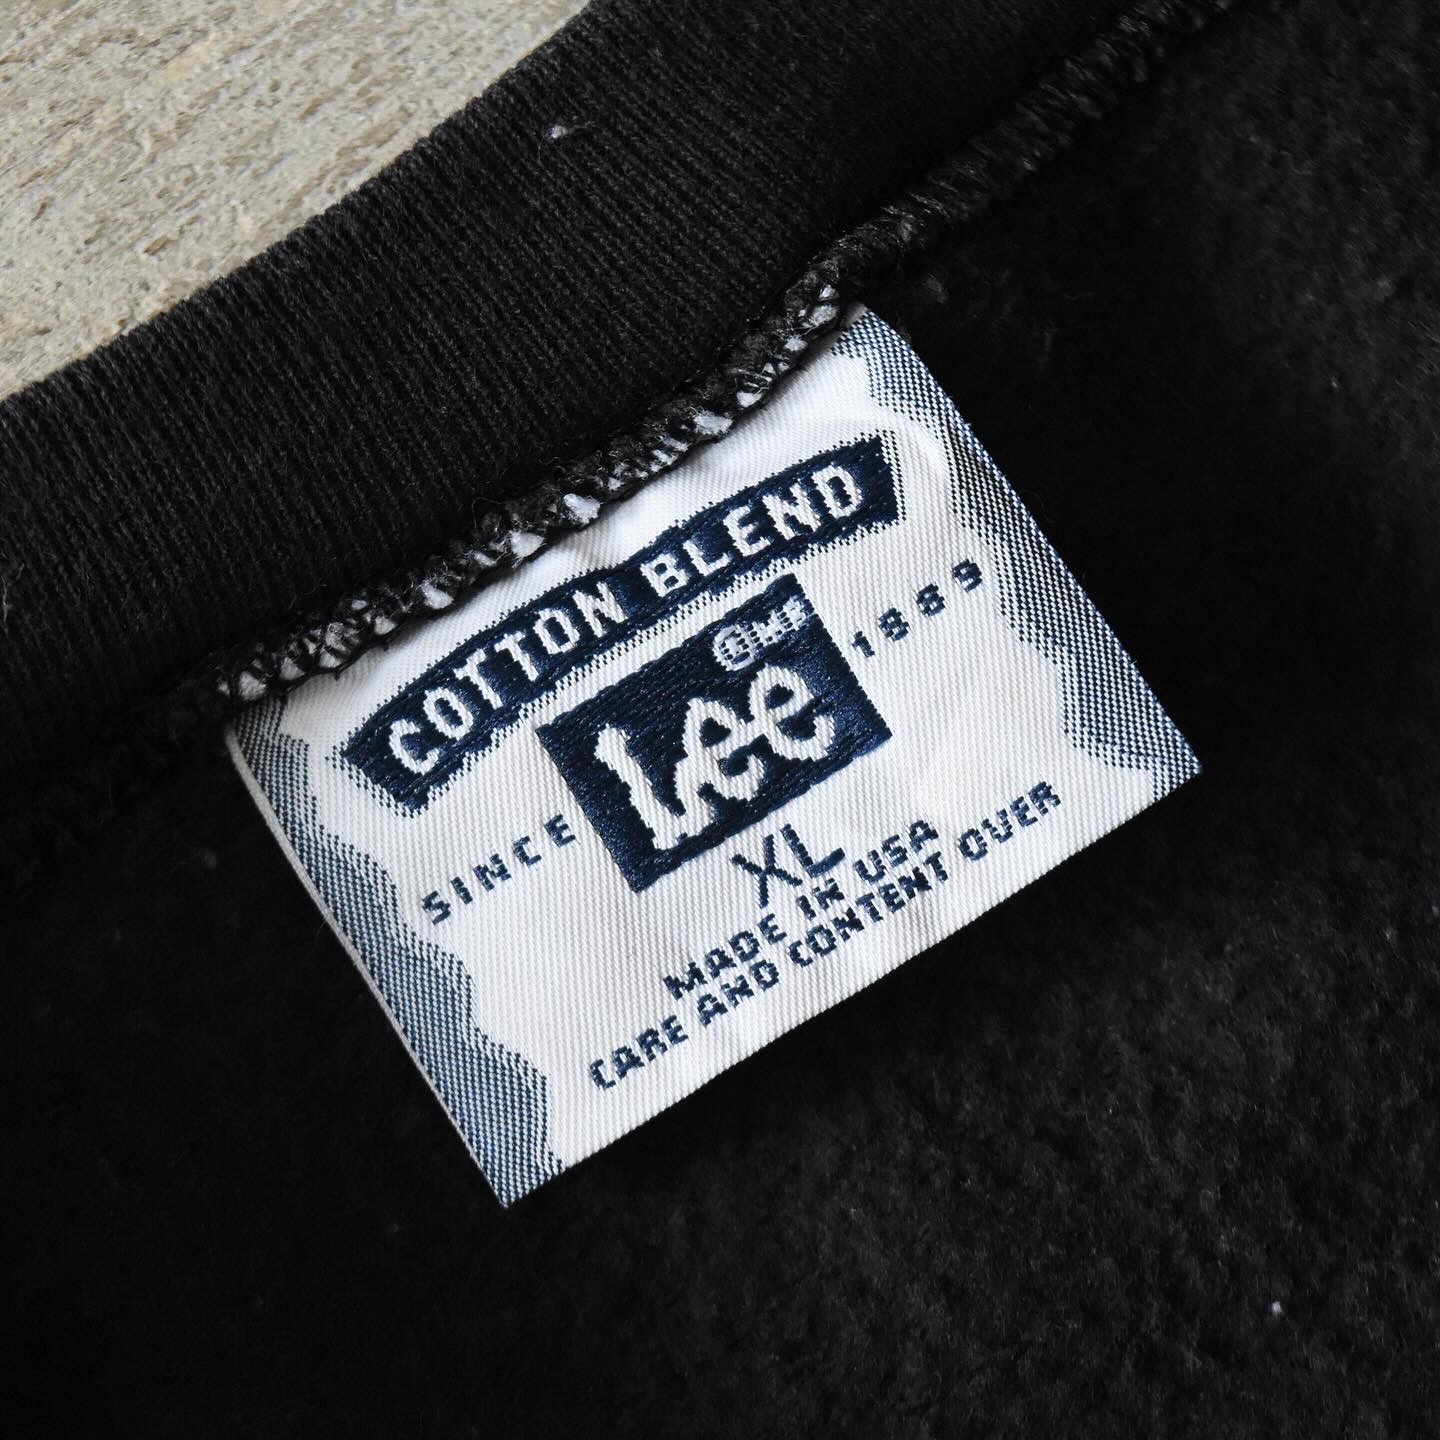 COTTON BLEND
Lee
SINCE 1889
XL
MADE IN USA
CARE AND CONTENT OVER